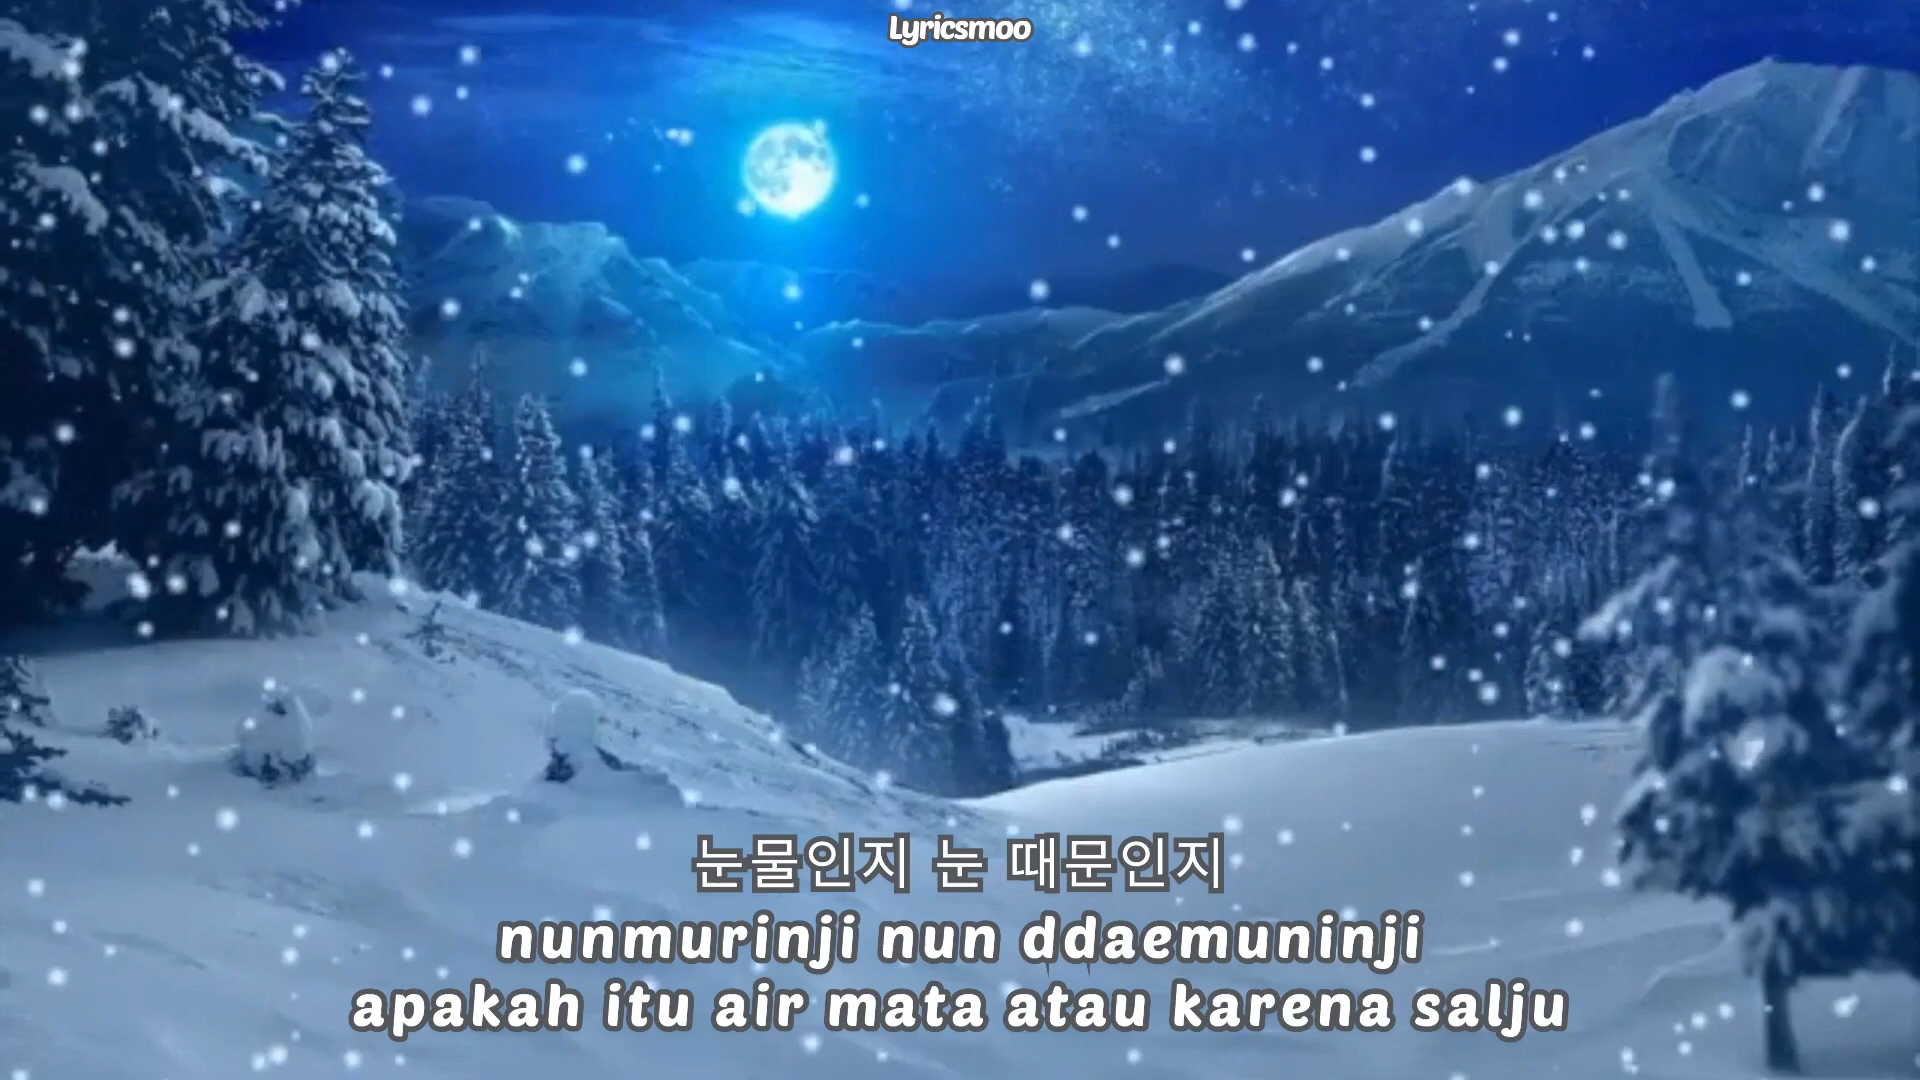 Lyricsmoo
눈물인지 눈 때문인지
nunmurinji nun ddaemuninji
apakah itu air mata atau karena salju